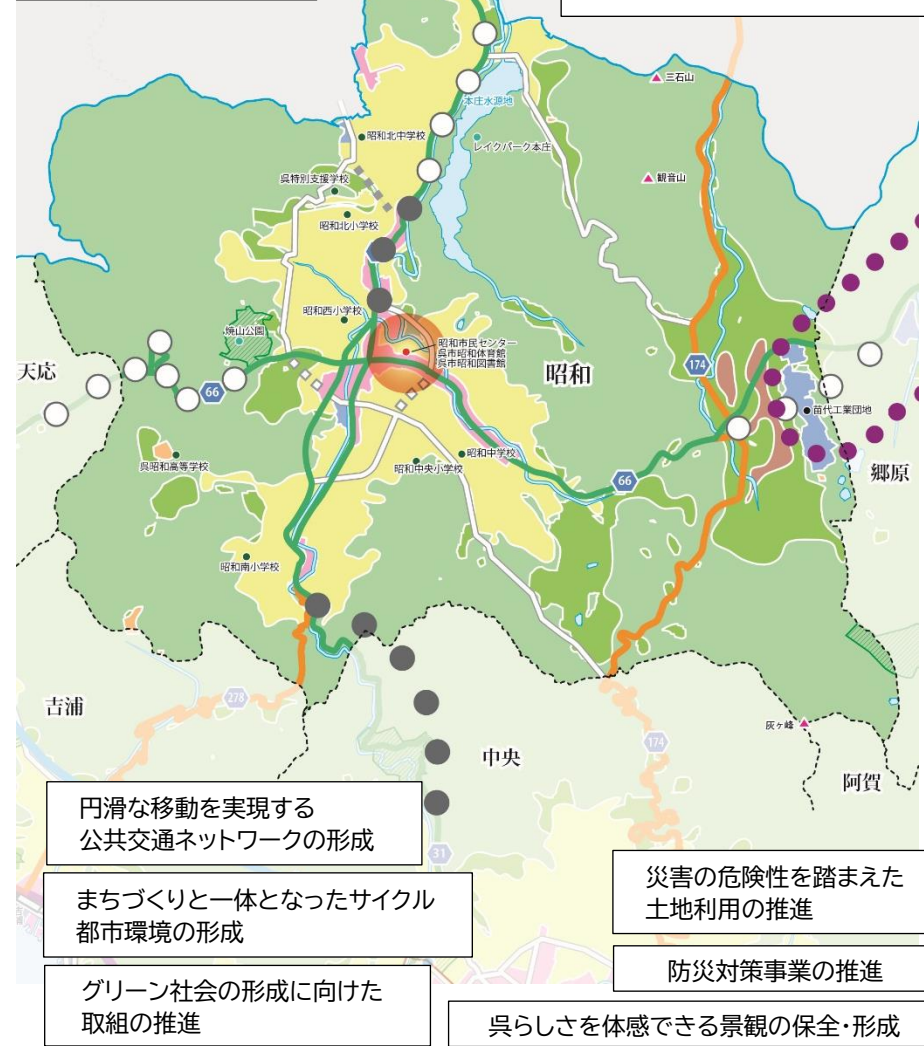 三石山
本庄水源地
昭和北中学校
レイクパーク本庄
呉特別支援学校
観音山
昭和北小学校
昭和西小学校
焼山公園
昭和市民センター
呉市昭和体育館
呉市昭和図書館
天応
昭和
174
66
苗代工業団地
呉昭和高等学校
昭和中央小学校
昭和中学校
66
郷原
昭和南小学校
吉浦
278
灰ヶ峰
中央
174
阿賀
31
円滑な移動を実現する
公共交通ネットワークの形成
まちづくりと一体となったサイクル
都市環境の形成
グリーン社会の形成に向けた
取組の推進
災害の危険性を踏まえた
土地利用の推進
防災対策事業の推進
呉らしさを体感できる景観の保全・形成